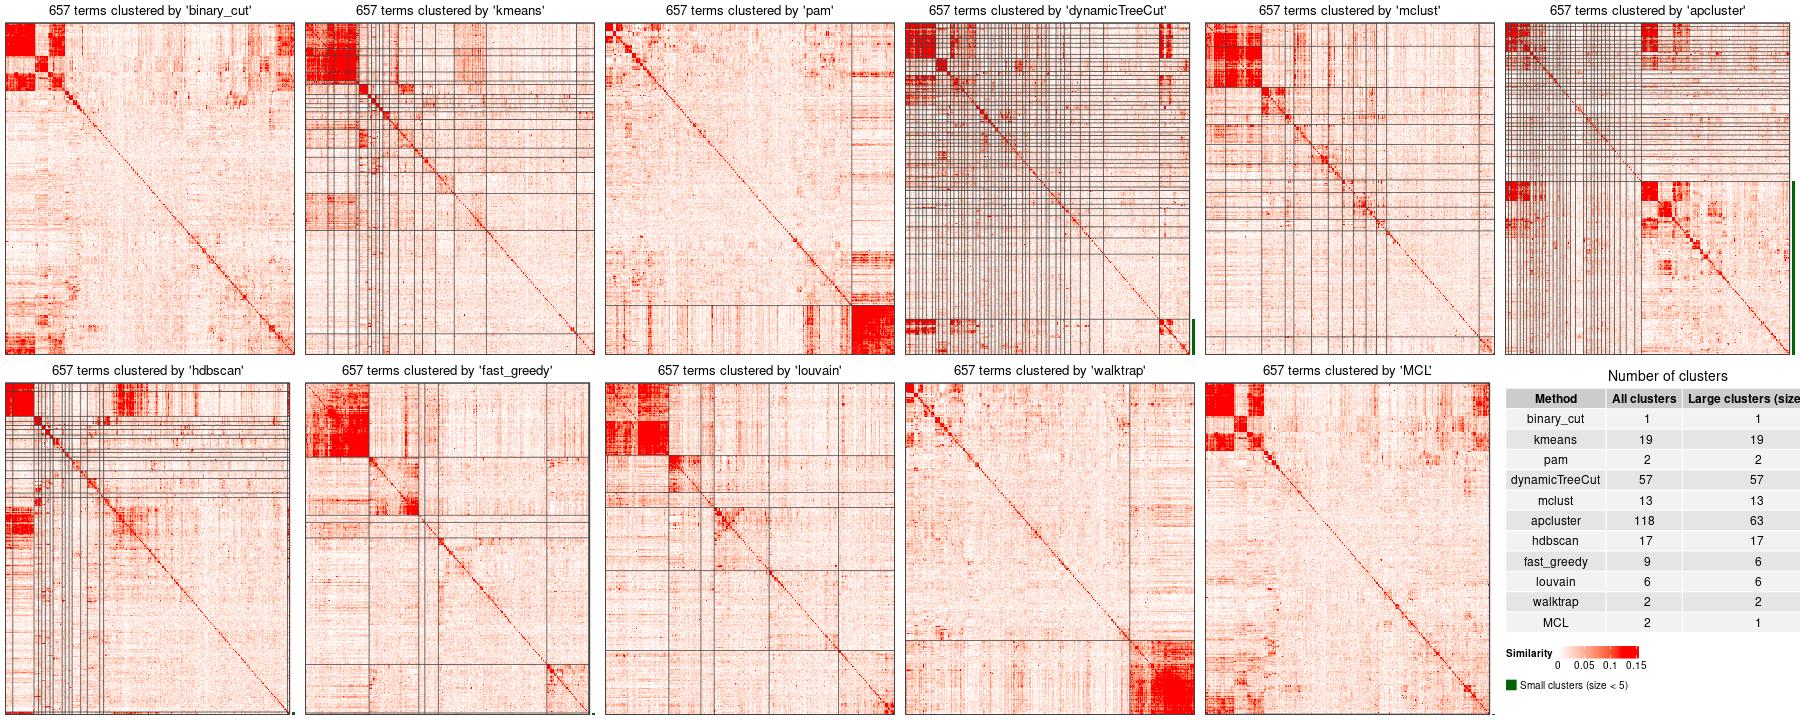 657 terms clustered by 'binary_cut'
657 terms clustered by 'kmeans'
657 terms clustered by 'pam'
657 terms clustered by 'dynamicTreeCut'
657 terms clustered by 'mclust'
657 terms clustered by 'apcluster'
657 terms clustered by 'hdbscan'
657 terms clustered by 'fast_greedy'
657 terms clustered by 'louvain'
657 terms clustered by 'walktrap'
657 terms clustered by 'MCL'
Number of clusters
Method All clusters Large clusters (size
binary_cut 1 1
kmeans 19 19
pam 2 2
dynamicTreeCut 57 57
mclust 13 13
apcluster 118 63
hdbscan 17 17
fast_greedy 9 6
louvain 6 6
walktrap 2 2
MCL 2 1
Similarity
0 0.05 0.1 0.15
Small clusters (size < 5)